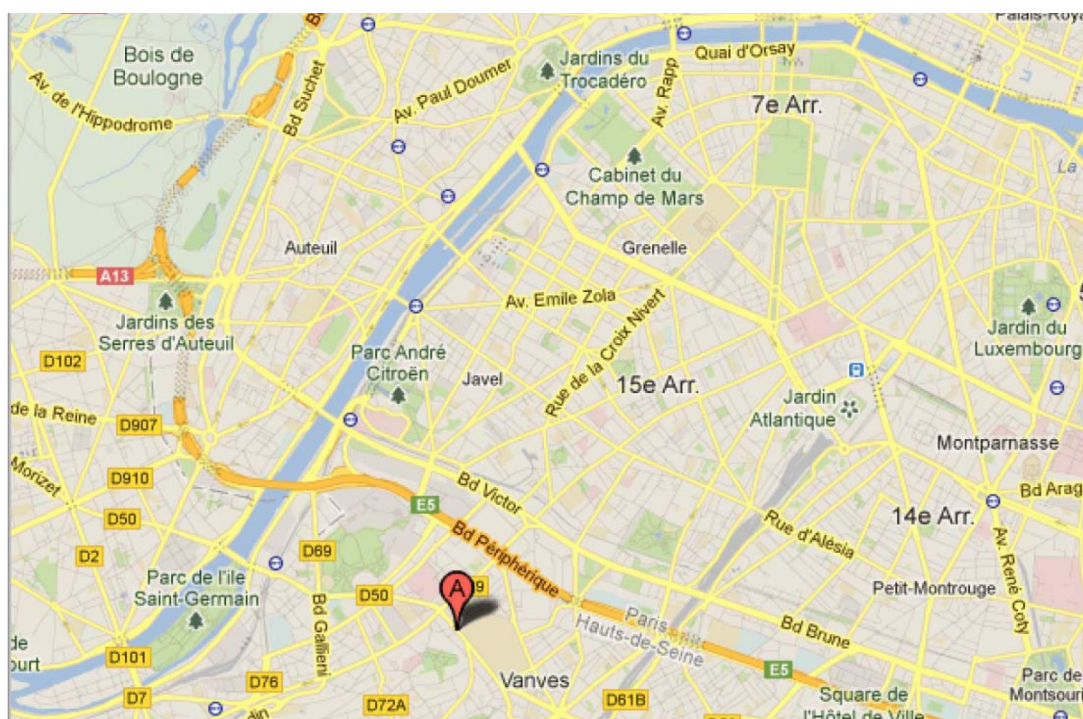 Palais-Roya
Bois de
Boulogne
Jardins du
Trocadéro
Quai d'Orsay
Av. de l'Hippodrome
Bd Suchet
Av. Paul Doumer
Av. Rapp
7e Arr.
Cabinet du
Champ de Mars
La
Auteuil
Grenelle
A13
Av. Emile Zola
Jardins des
Serres d'Auteuil
Rue de la Croix Nivert
Jardin du
Luxembourg
D102
Parc André
Citroën
Javel
15e Arr.
Jardin
Atlantique
de la Reine
D907
Montparnasse
Morizet
D910
Bd Victor
Bd Arag
E5
D50
Bd Périphérique
Rue d'Alésia
14e Arr.
Av. René Coty
D2
D69
Parc de l'ile
Saint-Germain
D50
A
9
Petit-Montrouge
Bd Gallieni
Paris
Hauts-de-Seine
Bd Brune
de
ourt
D101
D76
Vanves
E5
Parc de
Montsouri
D7
D72A
D61B
Square de
l'Hôtel de Ville